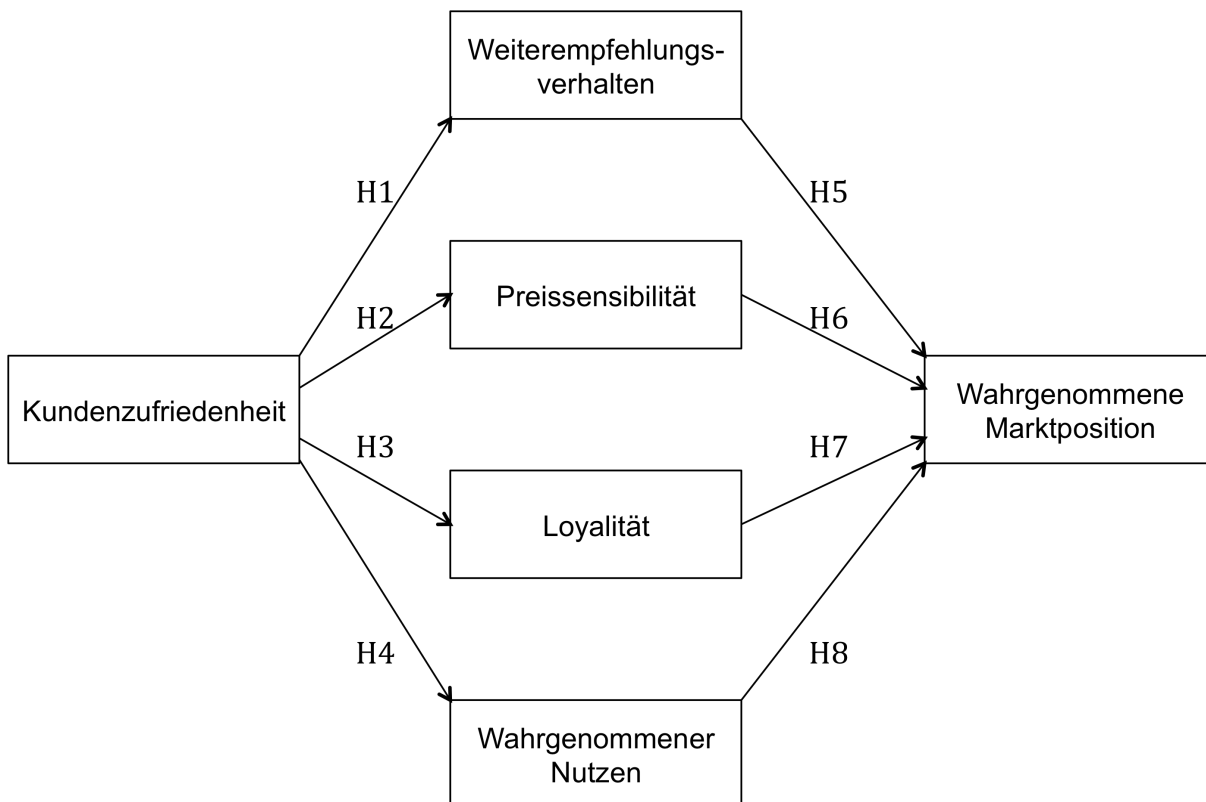 Weiterempfehlungs-
verhalten
H1
H5
Preissensibilität
H2
H6
Kundenzufriedenheit
Wahrgenommene
Marktposition
H3
H7
Loyalität
H4
H8
Wahrgenommener
Nutzen